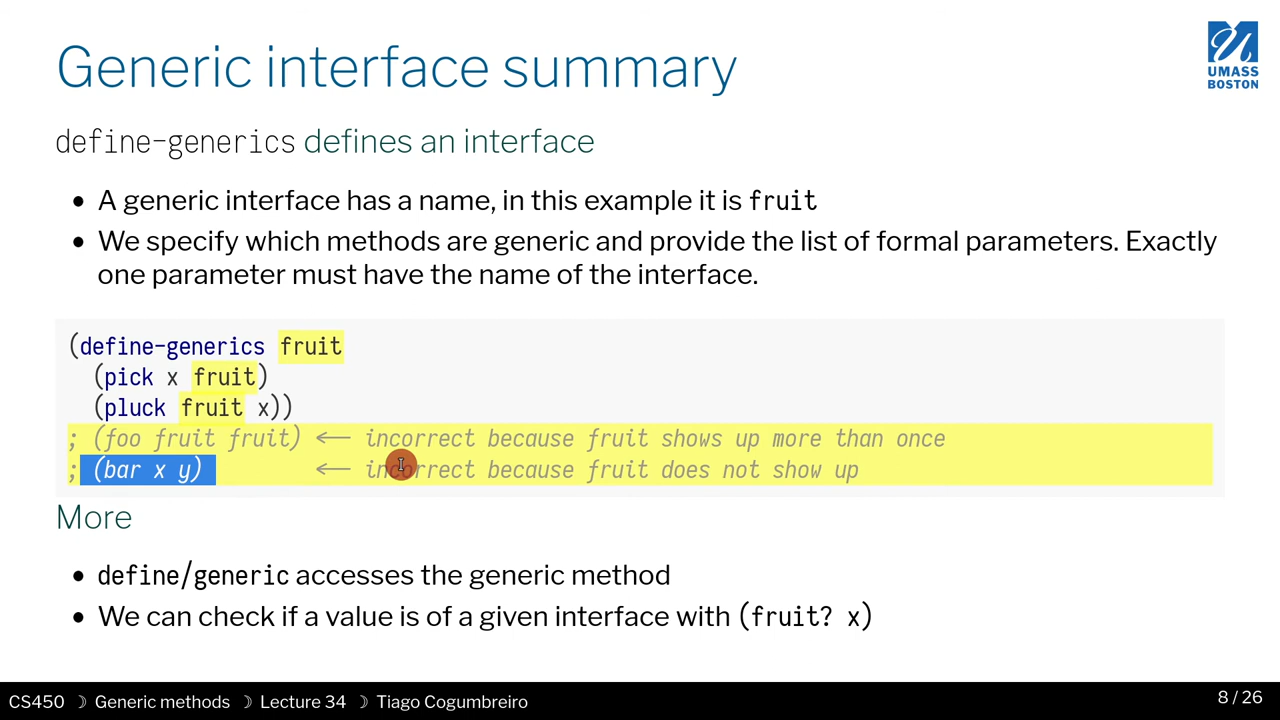 Generic interface summary
UMASS
BOSTON
define-generics defines an interface
• A generic interface has a name, in this example it is fruit
• We specify which methods are generic and provide the list of formal parameters. Exactly
one parameter must have the name of the interface.
(define-generics fruit
  (pick x fruit)
  (pluck fruit x))
; (foo fruit fruit) <— incorrect because fruit shows up more than once
; (bar x y)         <— incorrect because fruit does not show up
More
• define/generic accesses the generic method
• We can check if a value is of a given interface with (fruit? x)
CS450 ☽ Generic methods ☽ Lecture 34 ☽ Tiago Cogumbreiro
8 / 26